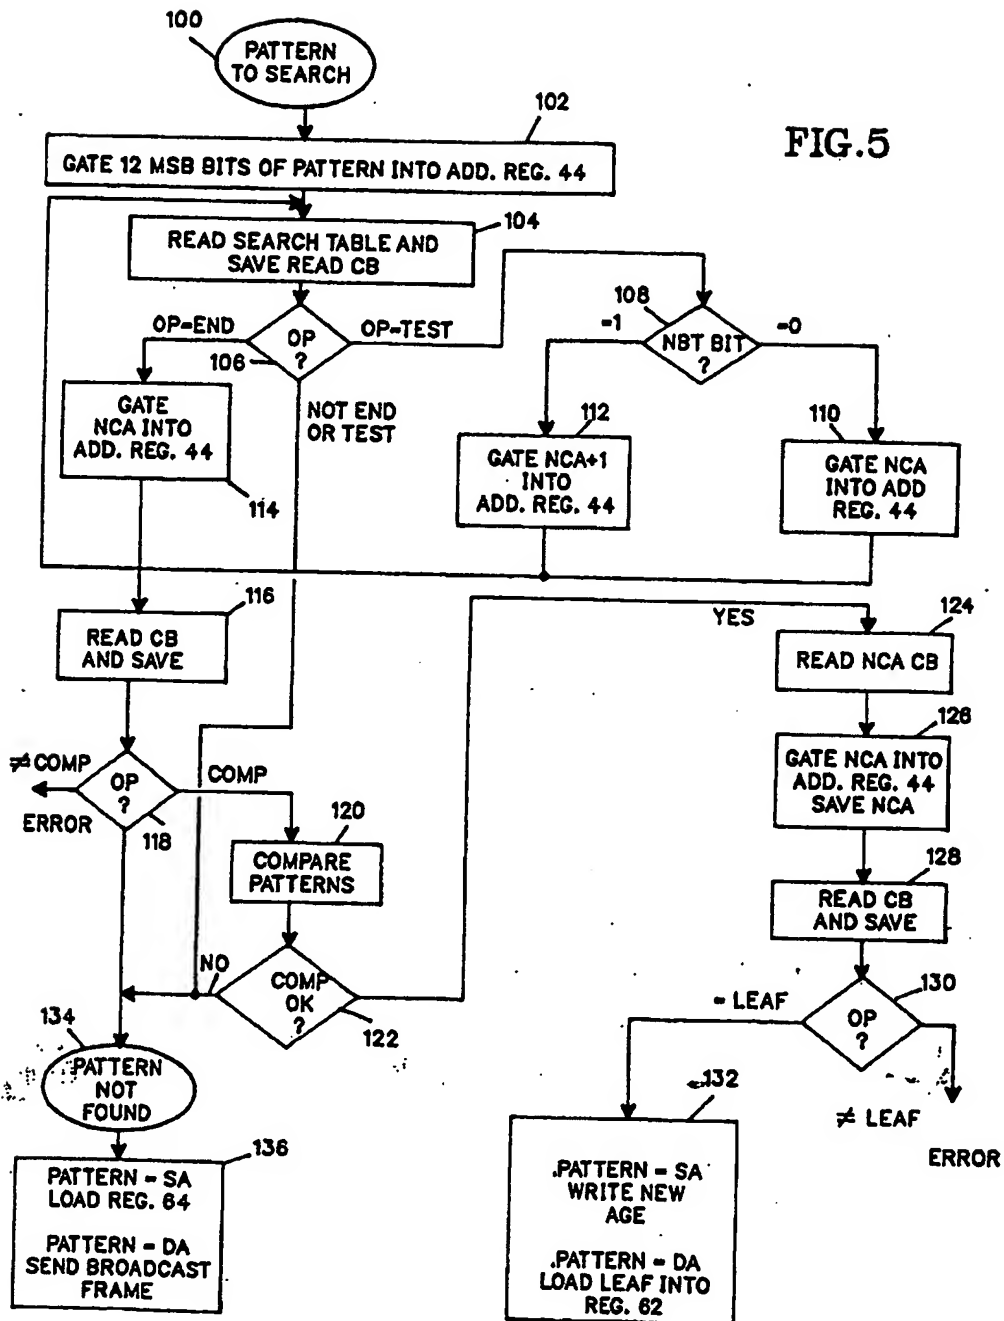 100
PATTERN
TO SEARCH
FIG.5
102
GATE 12 MSB BITS OF PATTERN INTO ADD. REG. 44
104
READ SEARCH TABLE AND
SAVE READ CB
OP=END
OP
?
106
OP=TEST
108
=1
NBT BIT
?
=0
GATE
NCA INTO
ADD. REG. 44
114
NOT END
OR TEST
112
GATE NCA+1
INTO
ADD. REG. 44
110
GATE NCA
INTO ADD
REG. 44
116
READ CB
AND SAVE
YES
124
READ NCA CB
126
GATE NCA INTO
ADD. REG. 44
SAVE NCA
≠ COMP
OP
?
COMP
ERROR
118
120
COMPARE
PATTERNS
128
READ CB
AND SAVE
NO
COMP
OK
?
122
= LEAF
OP
?
130
≠ LEAF
ERROR
134
PATTERN
NOT
FOUND
136
PATTERN = SA
LOAD REG. 64
PATTERN = DA
SEND BROADCAST
FRAME
132
.PATTERN = SA
WRITE NEW
AGE
.PATTERN = DA
LOAD LEAF INTO
REG. 62